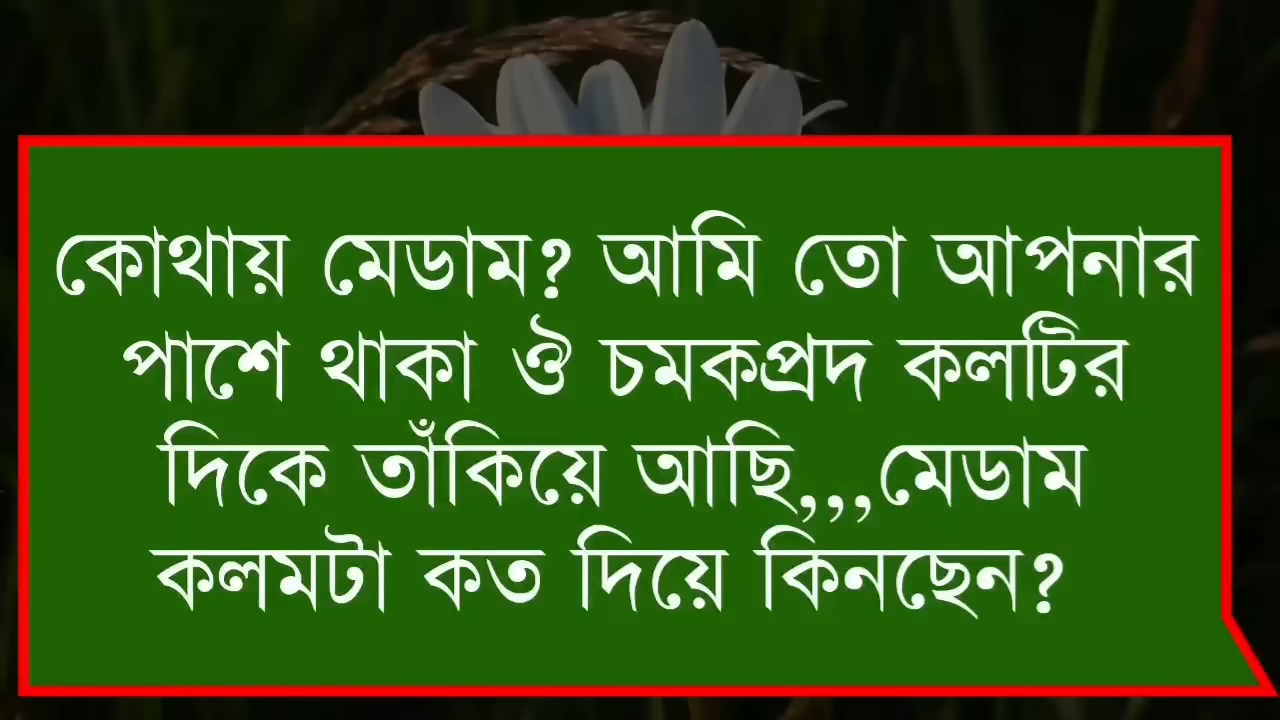 কোথায় মেডাম? আমি তো আপনার
পাশে থাকা ঔ চমকপ্রদ কলটির
দিকে তাঁকিয়ে আছি,,,মেডাম
কলমটা কত দিয়ে কিনছেন?